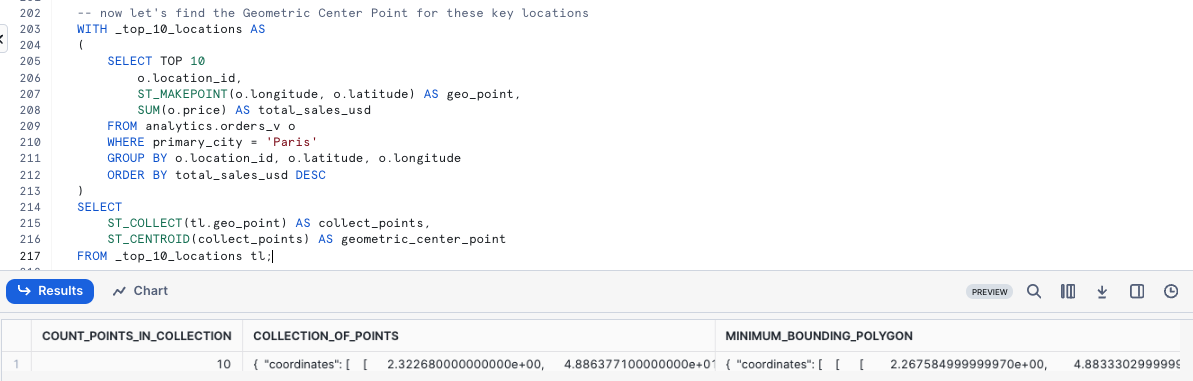 202 -- now let's find the Geometric Center Point for these key locations
203 WITH _top_10_locations AS
204 (
205 SELECT TOP 10
206 o.location_id,
207 ST_MAKEPOINT(o.longitude, o.latitude) AS geo_point,
208 SUM(o.price) AS total_sales_usd
209 FROM analytics.orders_v o
210 WHERE primary_city = 'Paris'
211 GROUP BY o.location_id, o.latitude, o.longitude
212 ORDER BY total_sales_usd DESC
213 )
214 SELECT
215 ST_COLLECT(tl.geo_point) AS collect_points,
216 ST_CENTROID(collect_points) AS geometric_center_point
217 FROM _top_10_locations tl;
Results Chart PREVIEW
COUNT_POINTS_IN_COLLECTION COLLECTION_OF_POINTS MINIMUM_BOUNDING_POLYGON
1 10 { "coordinates": [ [ 2.322680000000000e+00, 4.886377100000000e+01 { "coordinates": [ [ [ 2.267584999999970e+00, 4.8833302999999